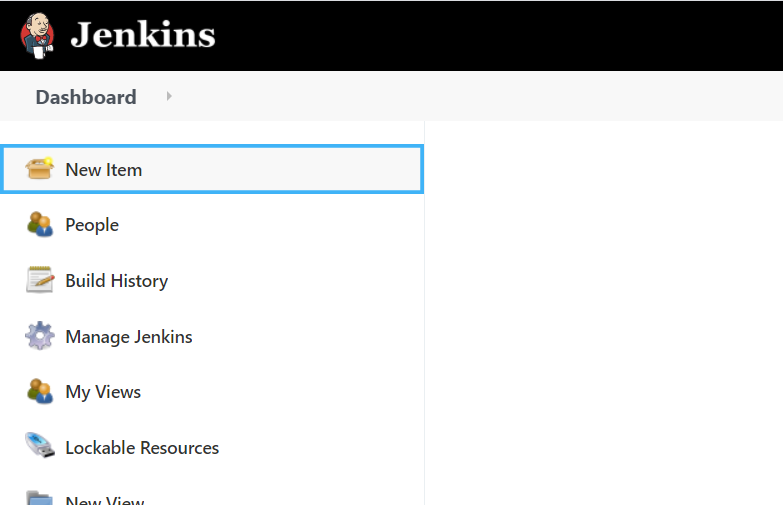 Jenkins
Dashboard
New Item
People
Build History
Manage Jenkins
My Views
Lockable Resources
New View